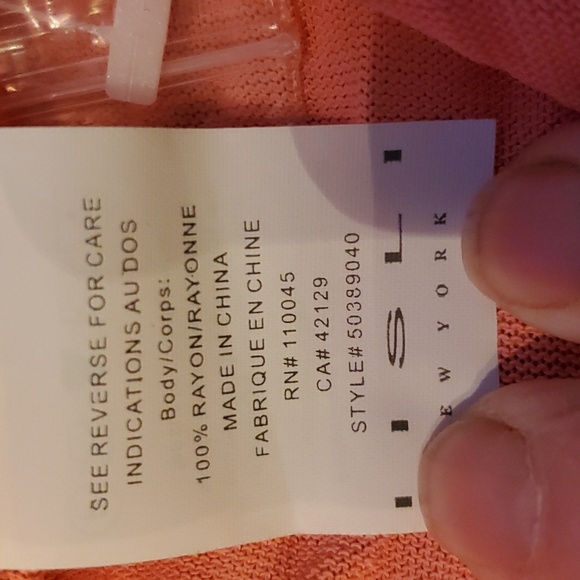 SEE REVERSE FOR CARE
INDICATIONS AU DOS
Body/Corps:
100% RAYON/RAYONNE
MADE IN CHINA
FABRIQUE EN CHINE
RN# 110045
CA# 42129
STYLE# 50389040
IISLI
EW YORK